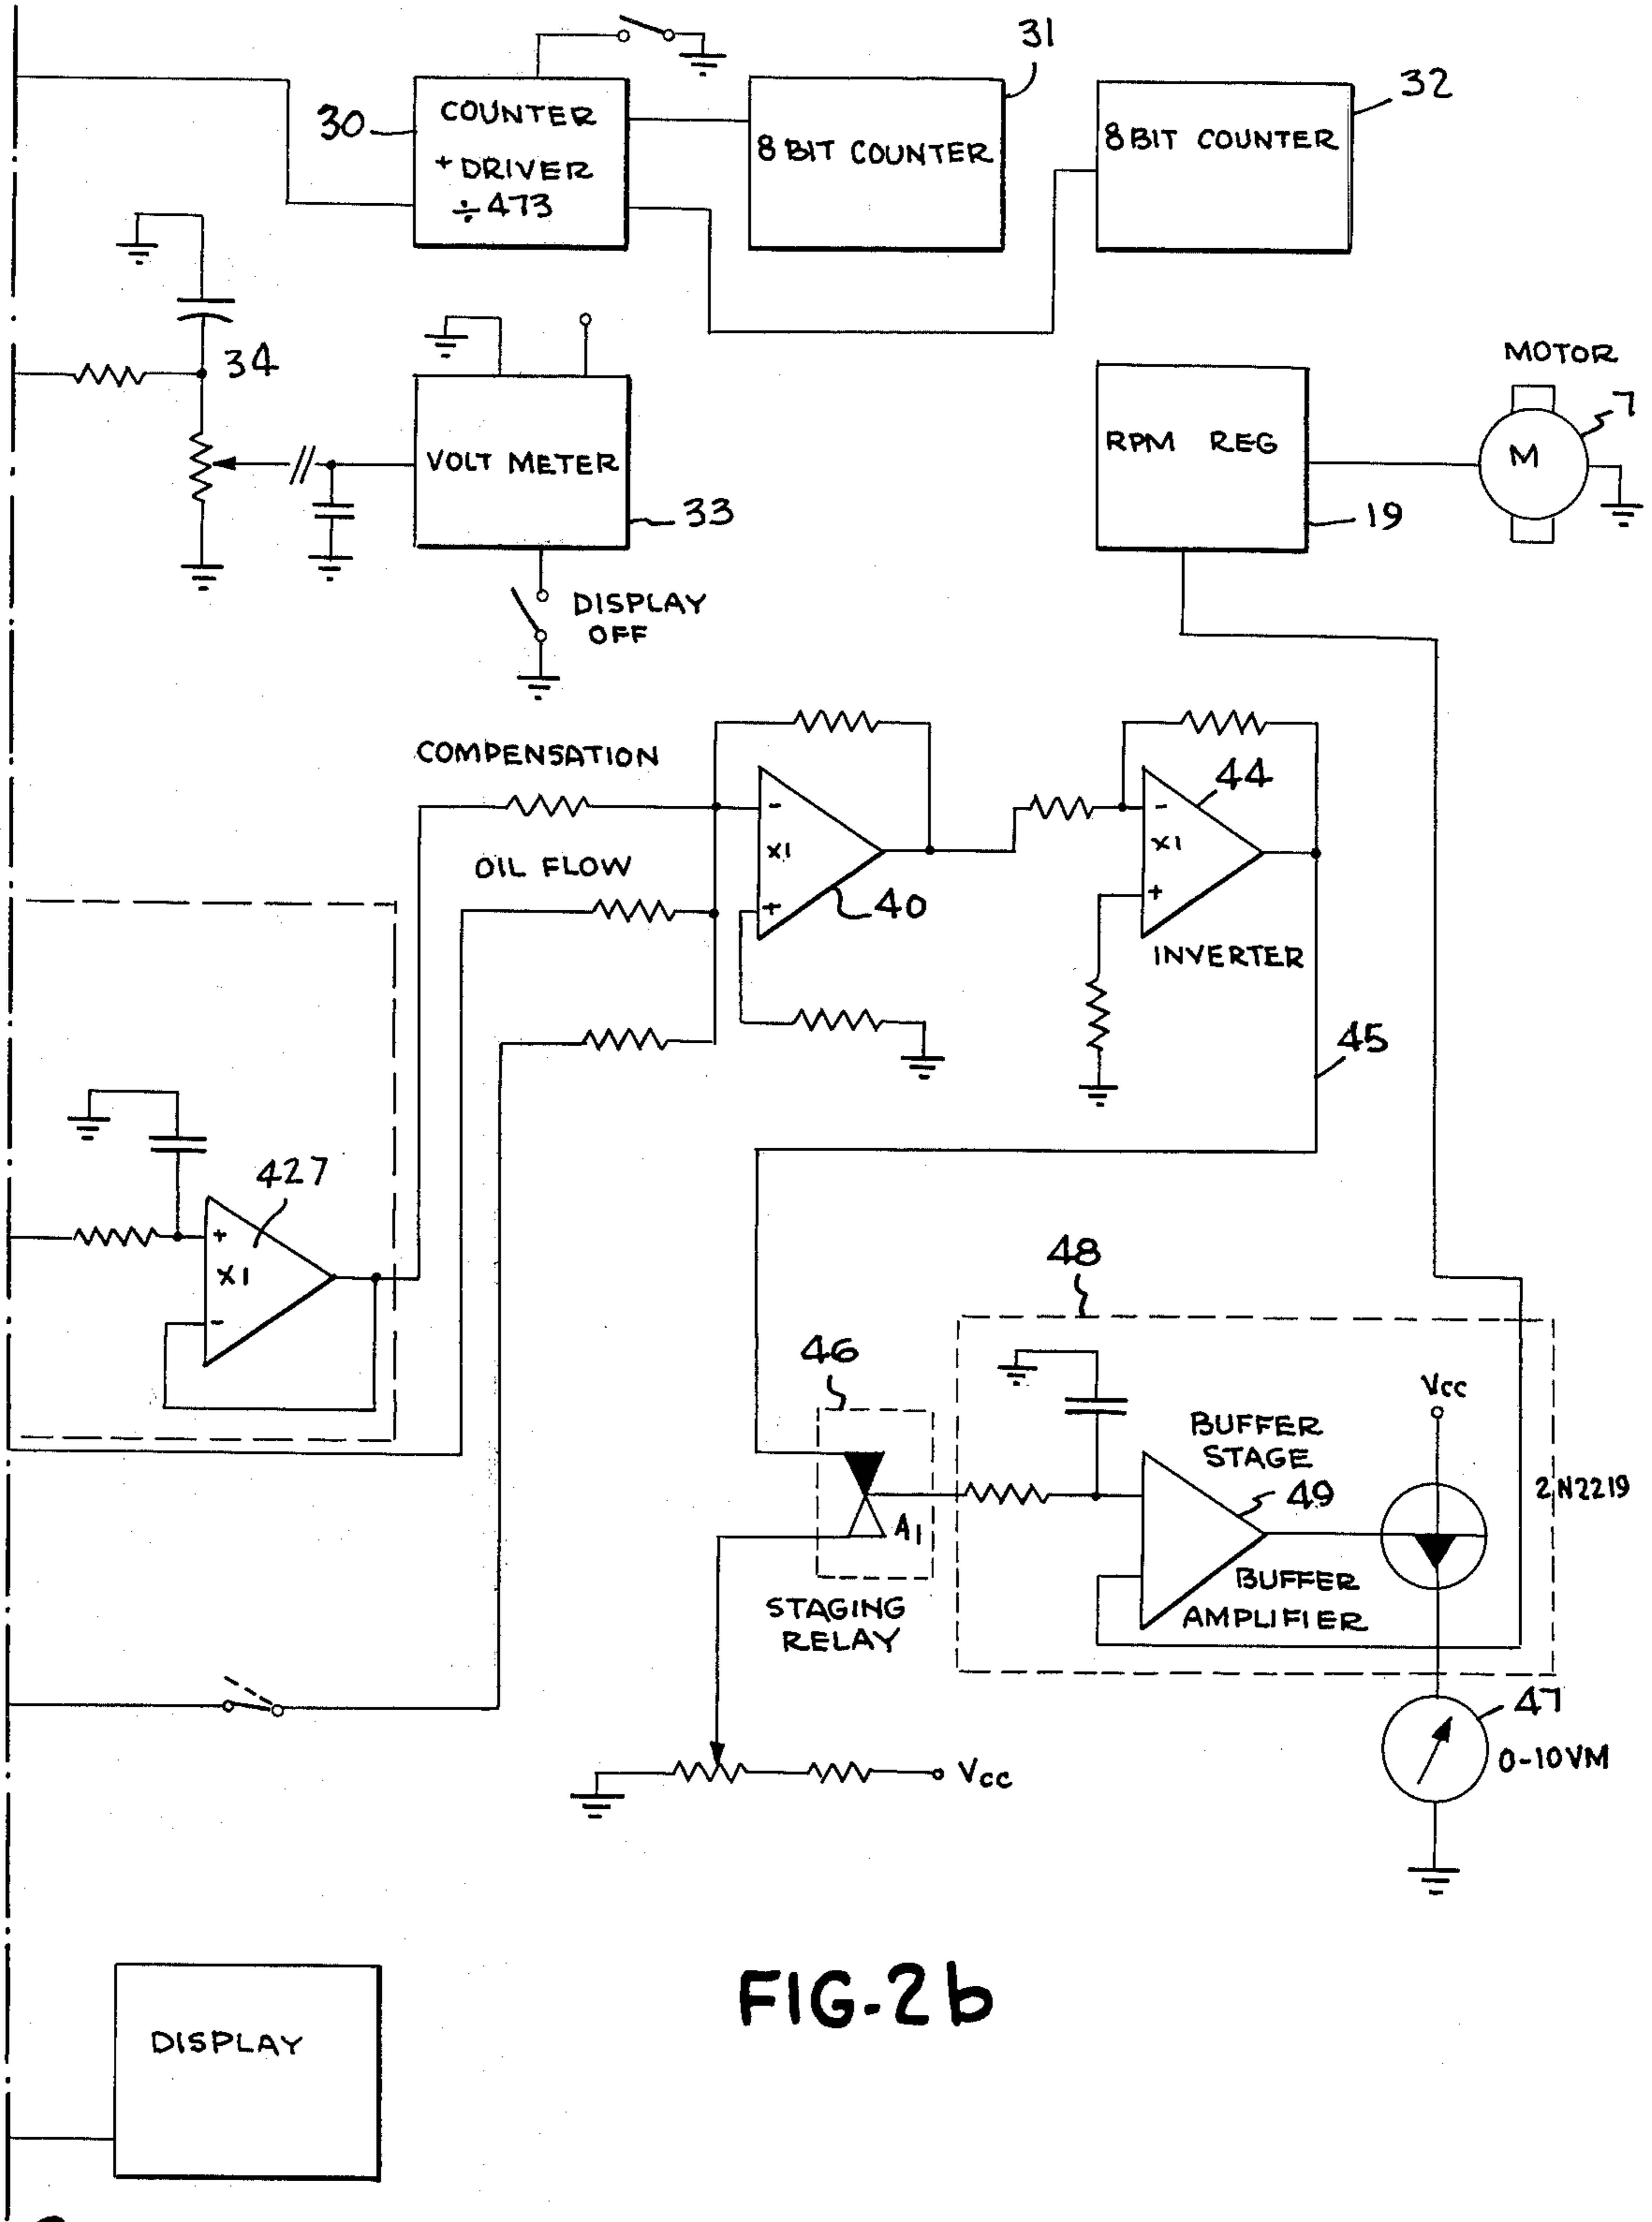 31
32
30
COUNTER
+ DRIVER
÷ 473
8 BIT COUNTER
8 BIT COUNTER
34
MOTOR
7
M
RPM REG
19
VOLT METER
33
DISPLAY
OFF
COMPENSATION
-
X1
+
40
OIL FLOW
44
-
X1
+
INVERTER
45
427
+
X1
-
48
46
A1
STAGING
RELAY
VCC
BUFFER
STAGE
49
2N2219
BUFFER
AMPLIFIER
47
0-10VM
VCC
FIG-2b
DISPLAY